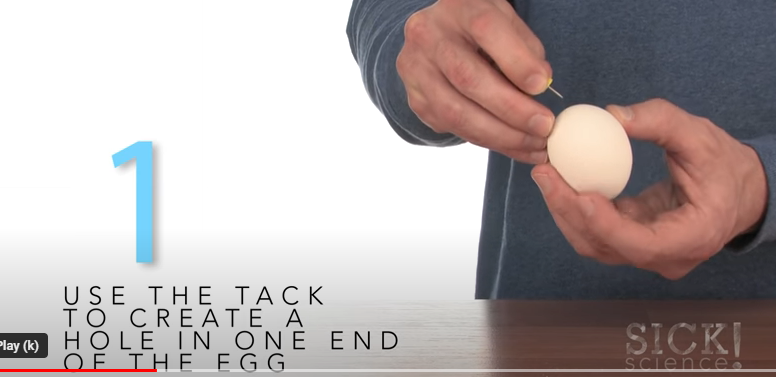 1
USE THE TACK
TO CREATE A
HOLE IN ONE END
OF THE EGG
Play (k)
SICK!
science